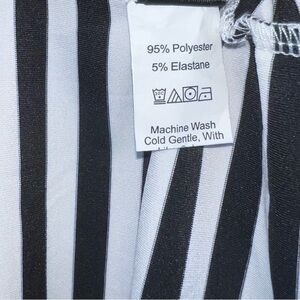 95% Polyester
5% Elastane
Machine Wash
Cold Gentle, With